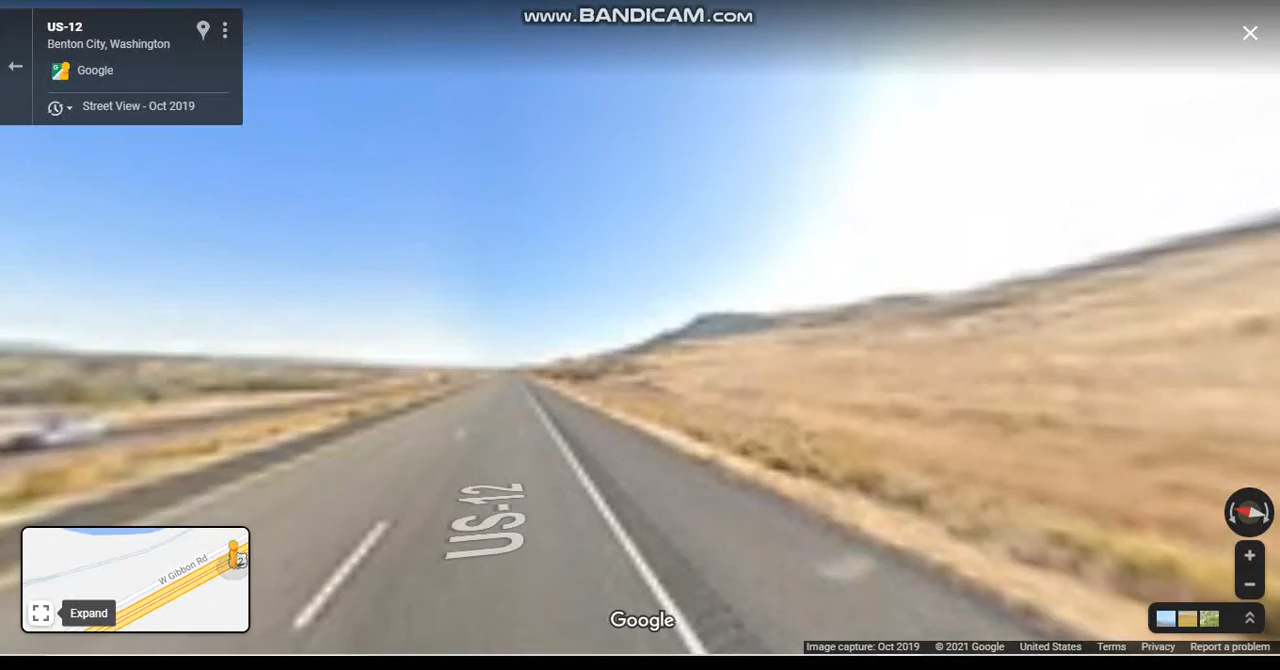 www.BANDICAM.com
US-12
Benton City, Washington
Google
Street View - Oct 2019
US-12
W Gibbon Rd
Expand
Google
Image capture: Oct 2019 © 2021 Google United States Terms Privacy Report a problem